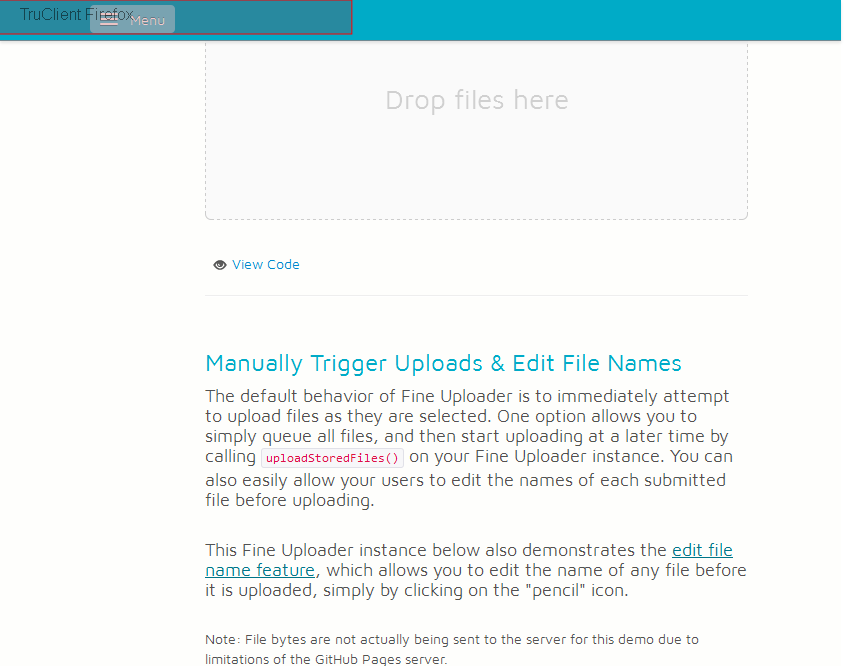 TruClient Firefox
Menu
Drop files here
View Code
Manually Trigger Uploads & Edit File Names
The default behavior of Fine Uploader is to immediately attempt
to upload files as they are selected. One option allows you to
simply queue all files, and then start uploading at a later time by
calling uploadStoredFiles() on your Fine Uploader instance. You can
also easily allow your users to edit the names of each submitted
file before uploading.
This Fine Uploader instance below also demonstrates the edit file
name feature, which allows you to edit the name of any file before
it is uploaded, simply by clicking on the "pencil" icon.
Note: File bytes are not actually being sent to the server for this demo due to
limitations of the GitHub Pages server.